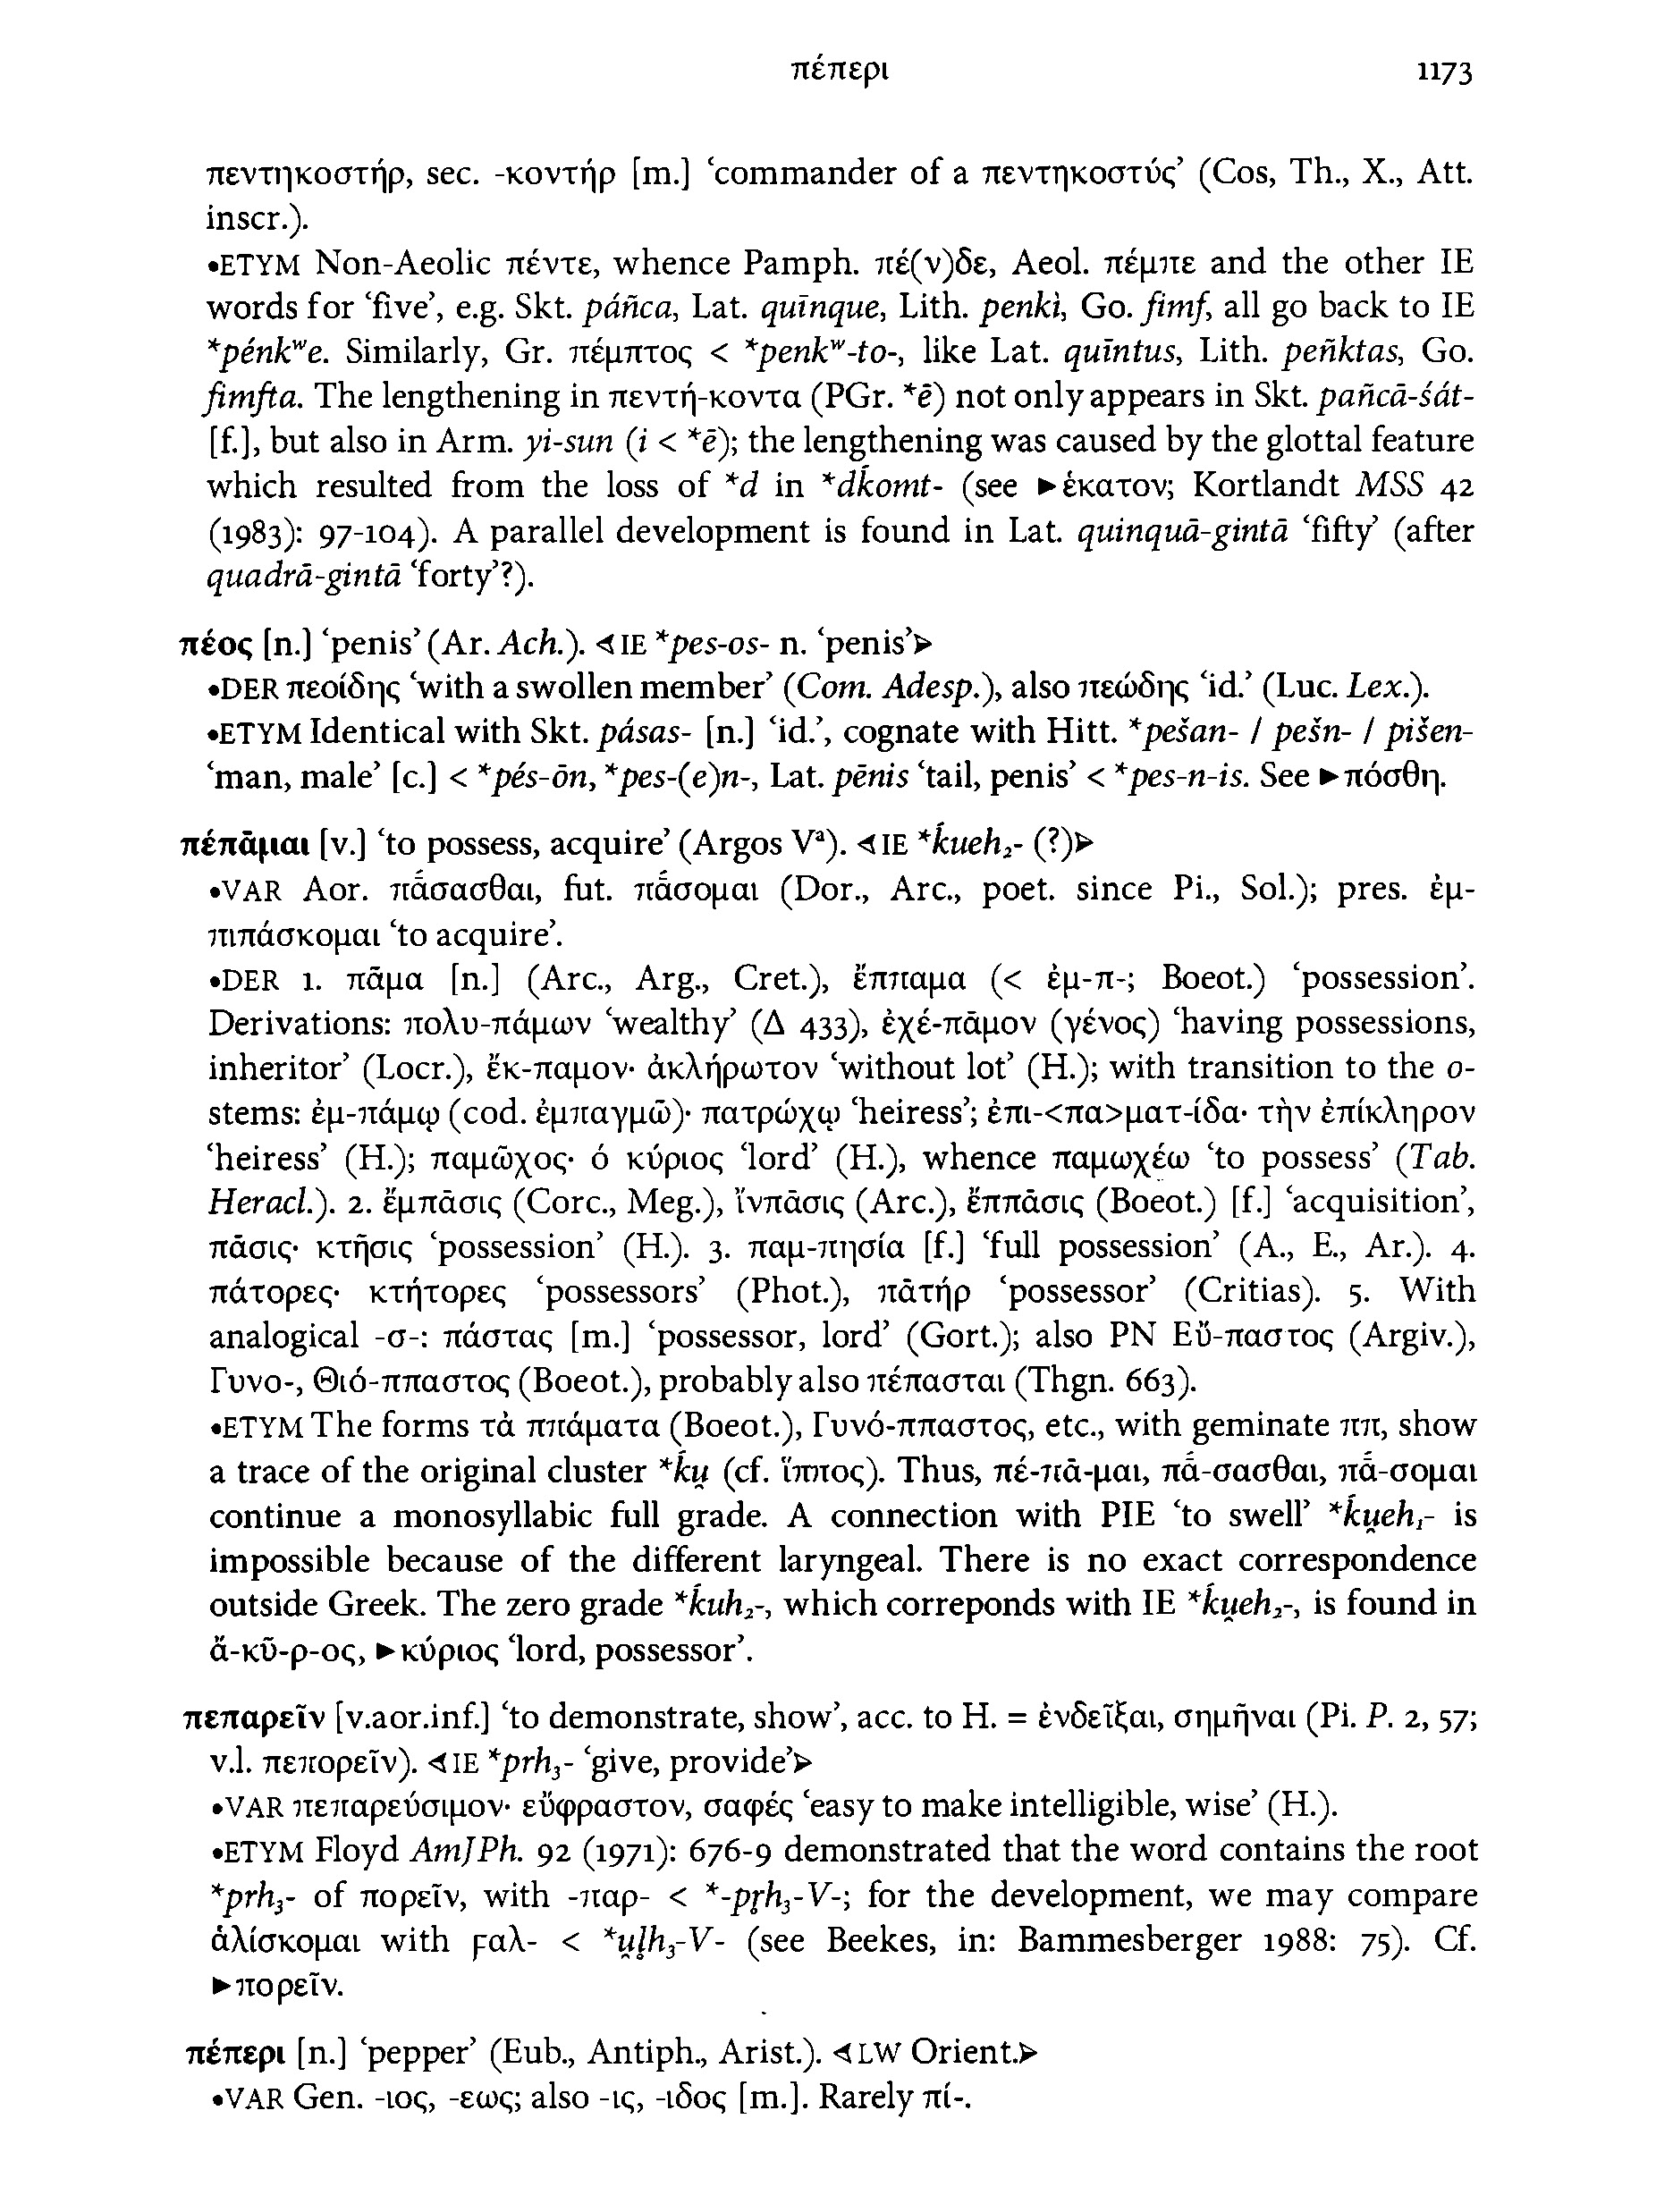 πέπερι 1173
πεντηκοστήρ, sec. -κοντήρ [m.] ‘commander of a πεντηκοστύς’ (Cos, Th., X., Att.
inscr.).
•ETYM Non-Aeolic πέντε, whence Pamph. πέ(ν)δε, Aeol. πέμπε and the other IE
words for ‘five’, e.g. Skt. páñca, Lat. quīnque, Lith. penkì, Go. fimf, all go back to IE
*pénkʷe. Similarly, Gr. πέμπτος < *penkʷ-to-, like Lat. quīntus, Lith. peñktas, Go.
fimfta. The lengthening in πεντή-κοντα (PGr. *ē) not only appears in Skt. pañcā-śát-
[f.], but also in Arm. yi-sun (i < *ē); the lengthening was caused by the glottal feature
which resulted from the loss of *d in *dḱomt- (see ►ἑκατον; Kortlandt MSS 42
(1983): 97-104). A parallel development is found in Lat. quinquā-gintā ‘fifty’ (after
quadrā-gintā ‘forty’?).
πέος [n.] ‘penis’ (Ar. Ach.). ⊲IE *pes-os- n. ‘penis’⊳
•DER πεοίδης ‘with a swollen member’ (Com. Adesp.), also πεώδης ‘id.’ (Luc. Lex.).
•ETYM Identical with Skt. pásas- [n.] ‘id.’, cognate with Hitt. *pešan- / pešn- / pišen-
‘man, male’ [c.] < *pés-ōn, *pes-(e)n-, Lat. pēnis ‘tail, penis’ < *pes-n-is. See ►πόσθη.
πέπᾱμαι [v.] ‘to possess, acquire’ (Argos Vᵃ). ⊲IE *ḱueh₂- (?)⊳
•VAR Aor. πᾱ́σασθαι, fut. πᾱ́σομαι (Dor., Arc., poet. since Pi., Sol.); pres. ἐμ-
πιπάσκομαι ‘to acquire’.
•DER 1. πᾶμα [n.] (Arc., Arg., Cret.), ἔππαμα (< ἐμ-π-; Boeot.) ‘possession’.
Derivations: πολυ-πάμων ‘wealthy’ (Δ 433), ἐχέ-πᾱμον (γένος) ‘having possessions,
inheritor’ (Locr.), ἔκ-παμον· ἀκλήρωτον ‘without lot’ (H.); with transition to the o-
stems: ἐμ-πάμῳ (cod. ἐμπαγμῶ)· πατρώχῳ ‘heiress’; ἐπι-<πα>ματ-ίδα· τὴν ἐπίκληρον
‘heiress’ (H.); παμῶχος· ὁ κύριος ‘lord’ (H.), whence παμωχέω ‘to possess’ (Tab.
Heracl.). 2. ἔμπᾱσις (Corc., Meg.), ἴνπᾱσις (Arc.), ἔππᾱσις (Boeot.) [f.] ‘acquisition’,
πᾶσις· κτῆσις ‘possession’ (H.). 3. παμ-πησία [f.] ‘full possession’ (A., E., Ar.). 4.
πάτορες· κτήτορες ‘possessors’ (Phot.), πᾱτήρ ‘possessor’ (Critias). 5. With
analogical -σ-: πάστας [m.] ‘possessor, lord’ (Gort.); also PN Εὔ-παστος (Argiv.),
Γυνο-, Θιό-ππαστος (Boeot.), probably also πέπασται (Thgn. 663).
•ETYM The forms τὰ ππάματα (Boeot.), Γυνό-ππαστος, etc., with geminate ππ, show
a trace of the original cluster *ḱu̯ (cf. ἵππος). Thus, πέ-πᾱ-μαι, πᾱ́-σασθαι, πᾱ́-σομαι
continue a monosyllabic full grade. A connection with PIE ‘to swell’ *ḱu̯eh₁- is
impossible because of the different laryngeal. There is no exact correspondence
outside Greek. The zero grade *ḱuh₂-, which correponds with IE *ḱu̯eh₂-, is found in
ἄ-κῡ-ρ-ος, ►κύριος ‘lord, possessor’.
πεπαρεῖν [v.aor.inf.] ‘to demonstrate, show’, acc. to H. = ἐνδεῖξαι, σημῆναι (Pi. P. 2, 57;
v.l. πεπορεῖν). ⊲IE *prh₃- ‘give, provide’⊳
•VAR πεπαρεύσιμον· εὔφραστον, σαφές ‘easy to make intelligible, wise’ (H.).
•ETYM Floyd AmJPh. 92 (1971): 676-9 demonstrated that the word contains the root
*prh₃- of πορεῖν, with -παρ- < *-pr̥h₃-V-; for the development, we may compare
ἁλίσκομαι with ϝαλ- < *u̯l̥h₃-V- (see Beekes, in: Bammesberger 1988: 75). Cf.
►πορεῖν.
πέπερι [n.] ‘pepper’ (Eub., Antiph., Arist.). ⊲LW Orient.⊳
•VAR Gen. -ιος, -εως; also -ις, -ιδος [m.]. Rarely πί-.